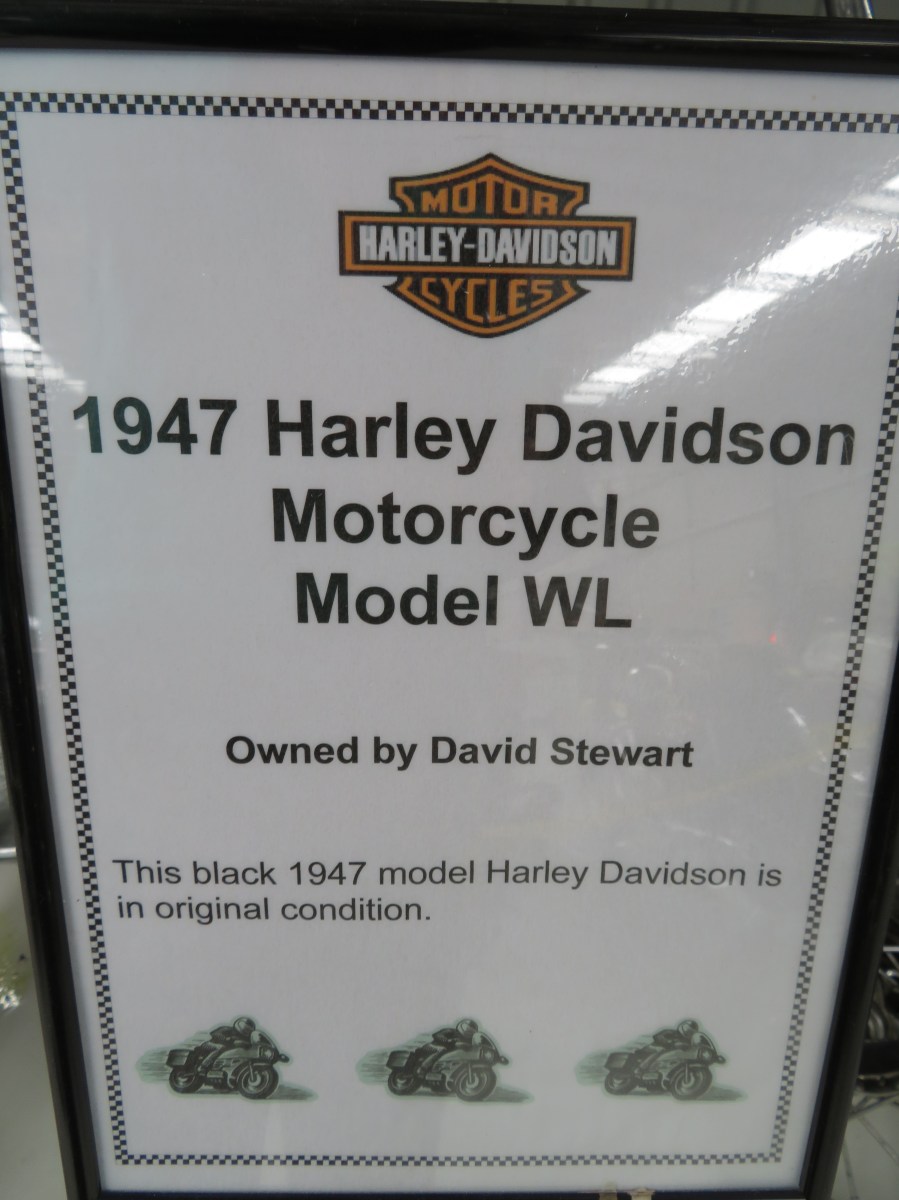 MOTOR
HARLEY-DAVIDSON
CYCLES
1947 Harley Davidson
Motorcycle
Model WL
Owned by David Stewart
This black 1947 model Harley Davidson is
in original condition.